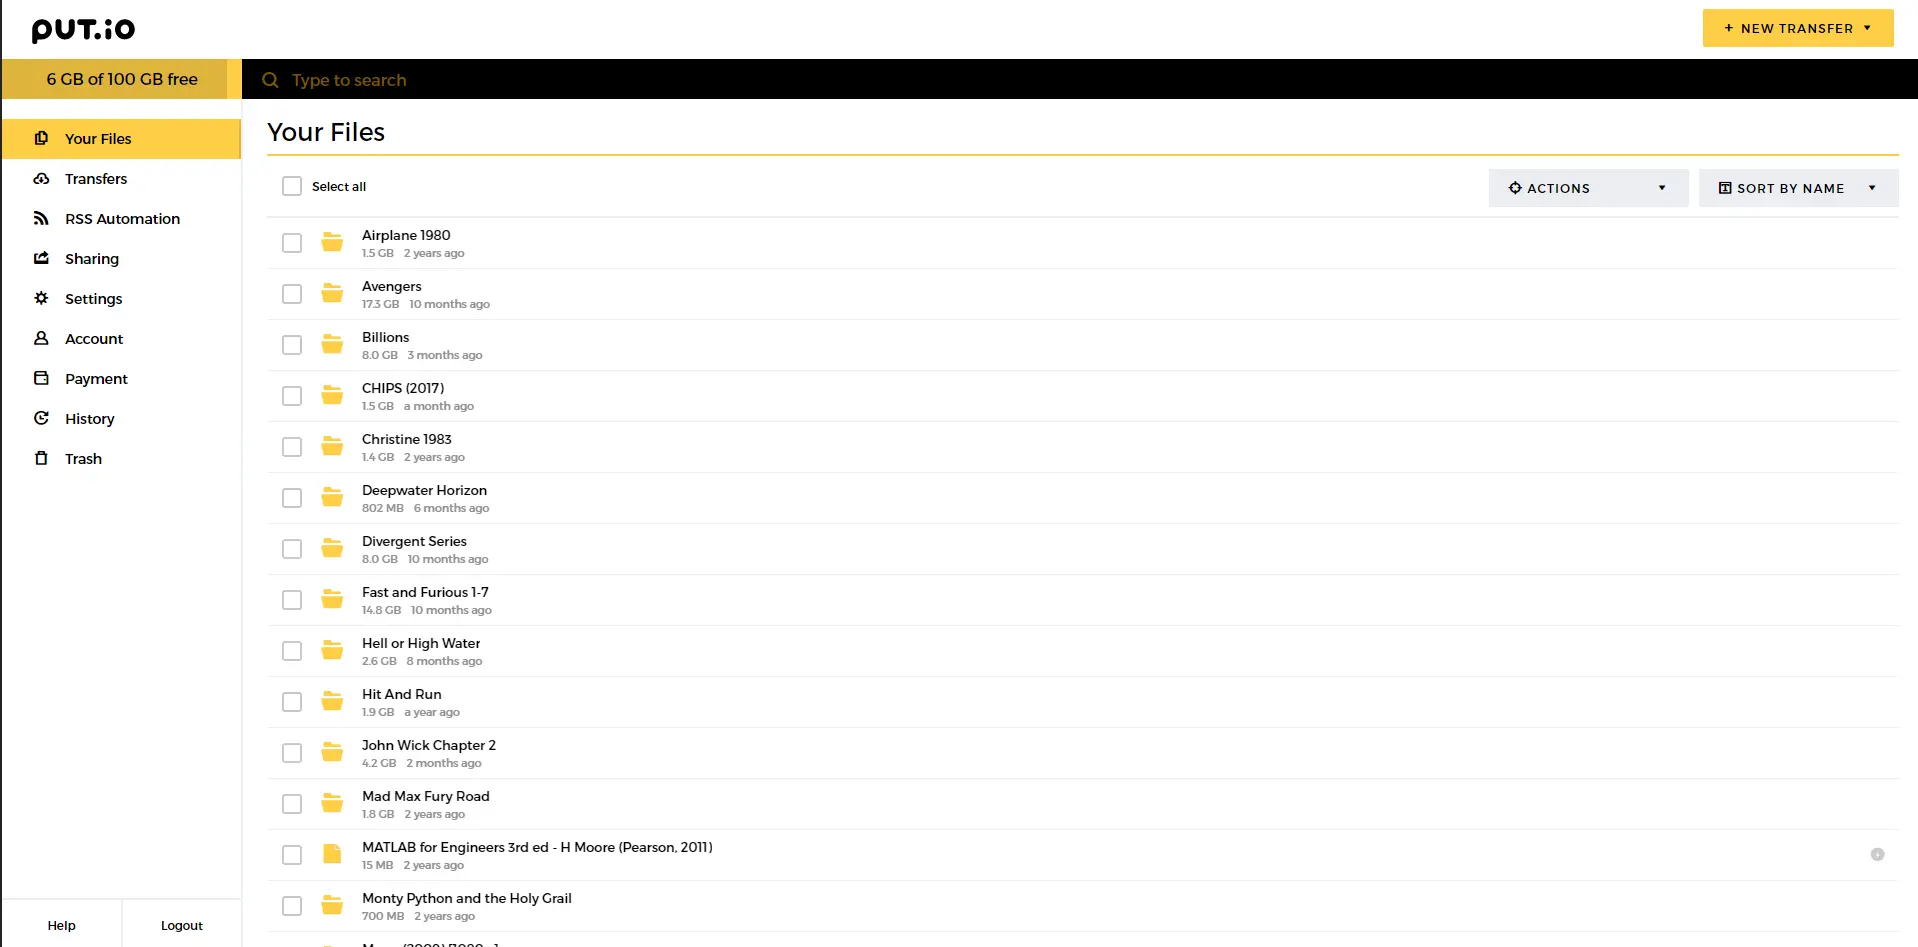 put.io
+ NEW TRANSFER
6 GB of 100 GB free
Type to search
Your Files
Transfers
RSS Automation
Sharing
Settings
Account
Payment
History
Trash
Help
Logout
Your Files
Select all
ACTIONS
SORT BY NAME
Airplane 1980
1.5 GB 2 years ago
Avengers
17.3 GB 10 months ago
Billions
8.0 GB 3 months ago
CHIPS (2017)
1.5 GB a month ago
Christine 1983
1.4 GB 2 years ago
Deepwater Horizon
802 MB 6 months ago
Divergent Series
8.0 GB 10 months ago
Fast and Furious 1-7
14.8 GB 10 months ago
Hell or High Water
2.6 GB 8 months ago
Hit And Run
1.9 GB a year ago
John Wick Chapter 2
4.2 GB 2 months ago
Mad Max Fury Road
1.8 GB 2 years ago
MATLAB for Engineers 3rd ed - H Moore (Pearson, 2011)
15 MB 2 years ago
Monty Python and the Holy Grail
700 MB 2 years ago